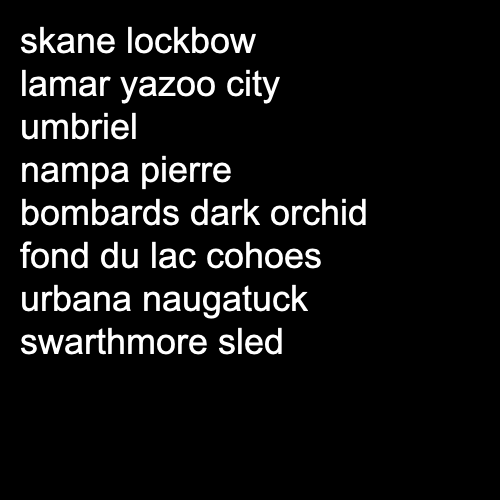 skane lockbow
lamar yazoo city
umbriel
nampa pierre
bombards dark orchid
fond du lac cohoes
urbana naugatuck
swarthmore sled